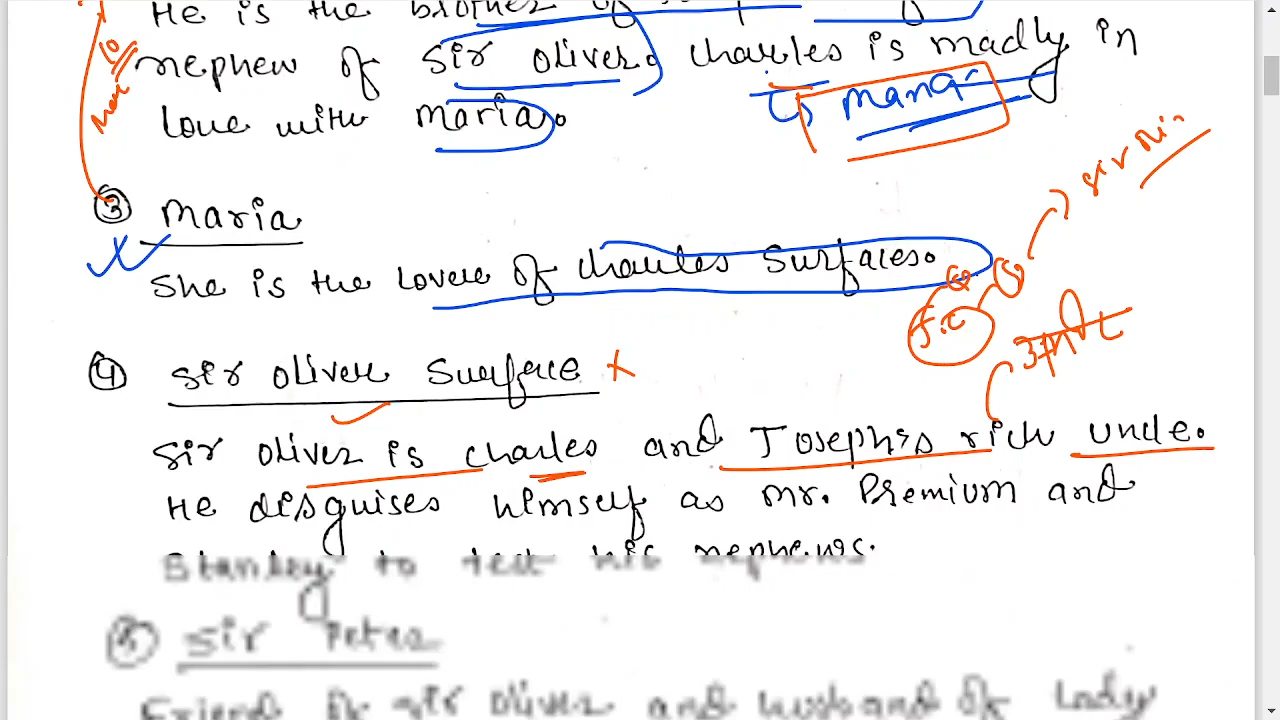 He is the brother of
nephew of Sir Oliver. Charles is madly in
love with Maria.
Maria
③ Maria
She is the Lover of Charles Surfaces.
Sir Oli
④ Sir Oliver Surface
Sir Oliver is Charles and Joseph's rich uncle.
He disguises himself as Mr. Premium and
Stanley to test his nephews.
⑤ Sir Peter
Friend of Sir Oliver and husband of Lady